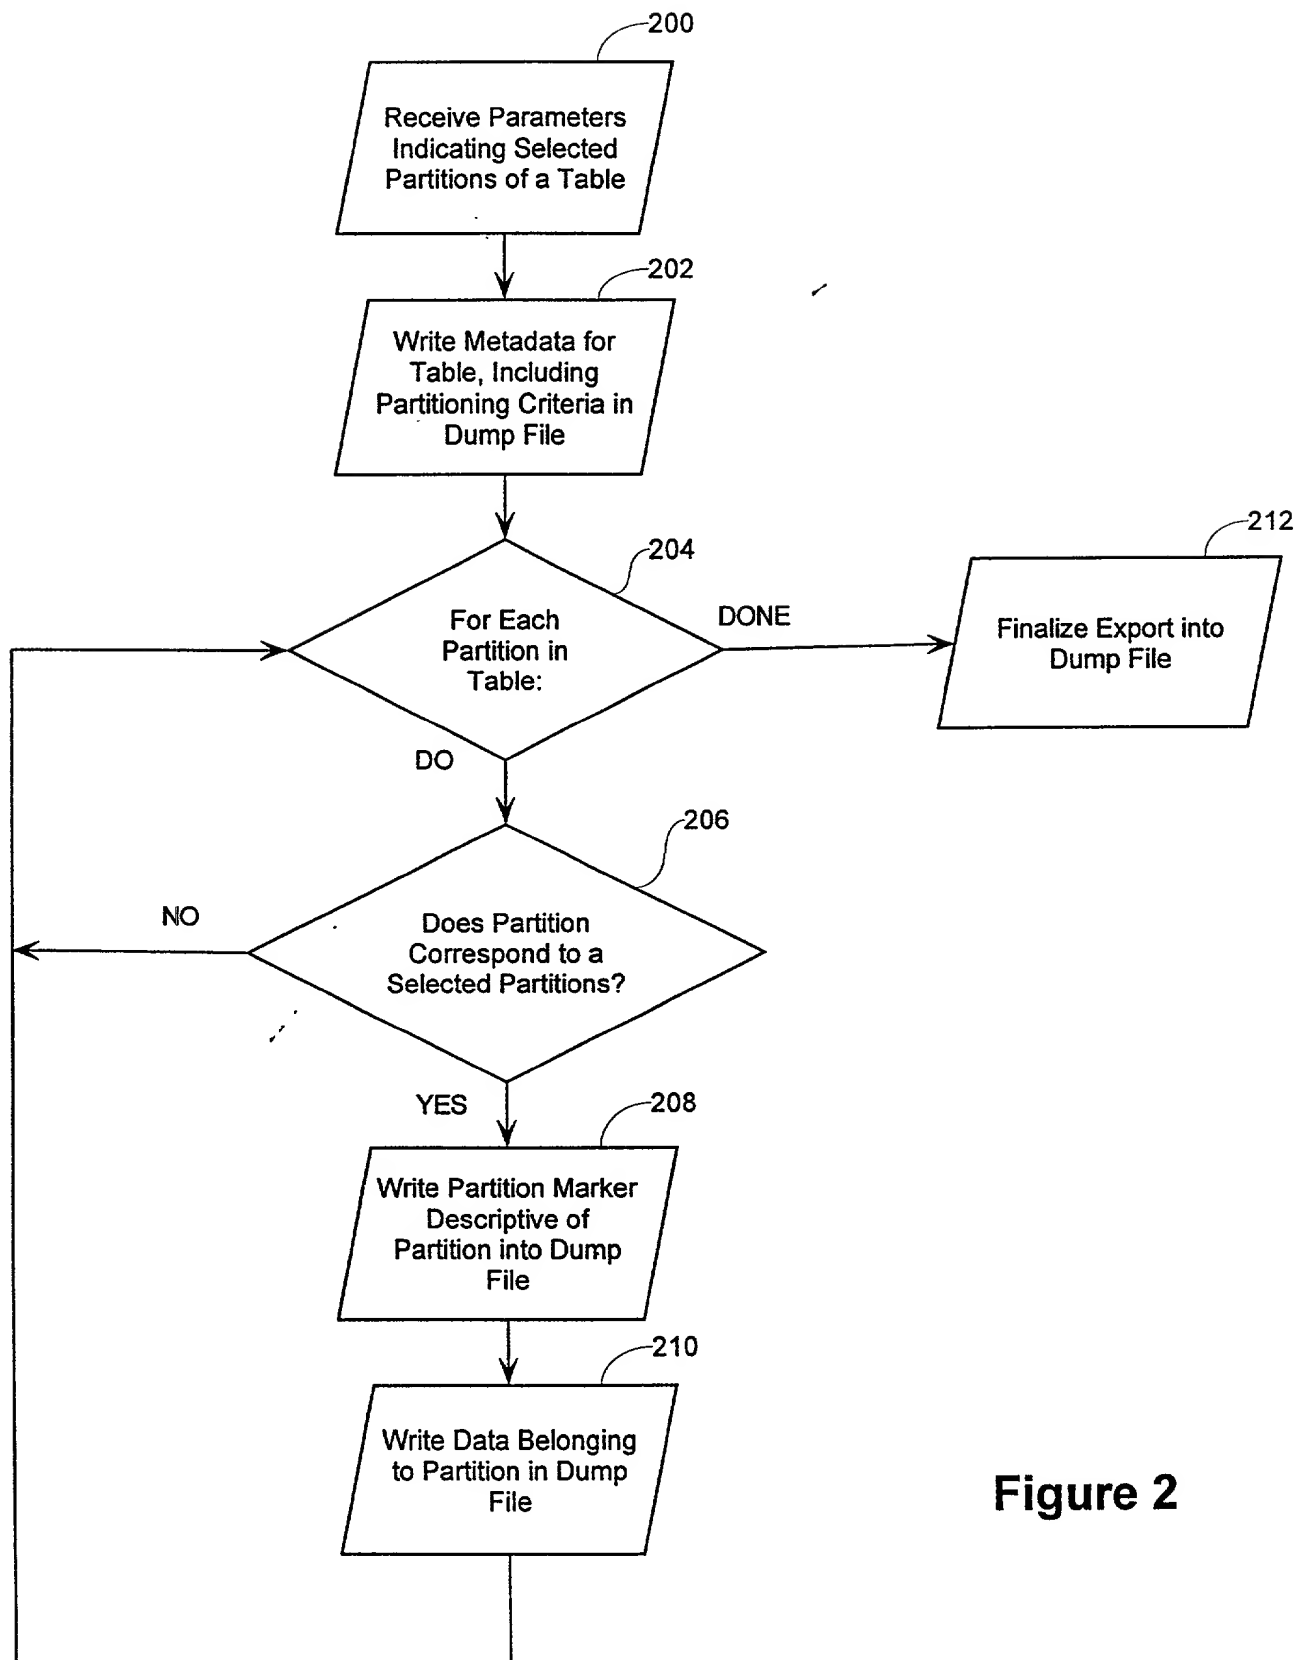 200
Receive Parameters
Indicating Selected
Partitions of a Table
202
Write Metadata for
Table, Including
Partitioning Criteria in
Dump File
204
For Each
Partition in
Table:
DONE
212
Finalize Export into
Dump File
DO
206
Does Partition
Correspond to a
Selected Partitions?
NO
YES
208
Write Partition Marker
Descriptive of
Partition into Dump
File
210
Write Data Belonging
to Partition in Dump
File
Figure 2